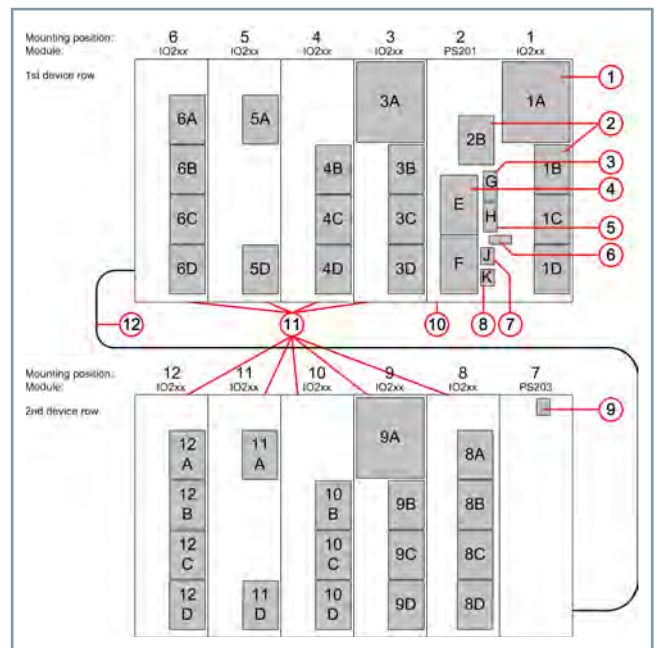 Mounting position: 6 5 4 3 2 1
Module: IO2xx IO2xx IO2xx IO2xx PS201 IO2xx
1st device row
3A 1A 1
6A 5A 2B 2
6B 4B 3B G 1B 3
E 4
6C 4C 3C H 1C 5
6
6D 5D 4D 3D F J K 1D
12 11 10 8 7
Mounting position: 12 11 10 9 8 7
Module: IO2xx IO2xx IO2xx IO2xx IO2xx PS203
2nd device row
9A 9
12 A 11 A 8A
12 B 10 B 9B 8B
12 C 10 C 9C 8C
12 D 11 D 10 D 9D 8D